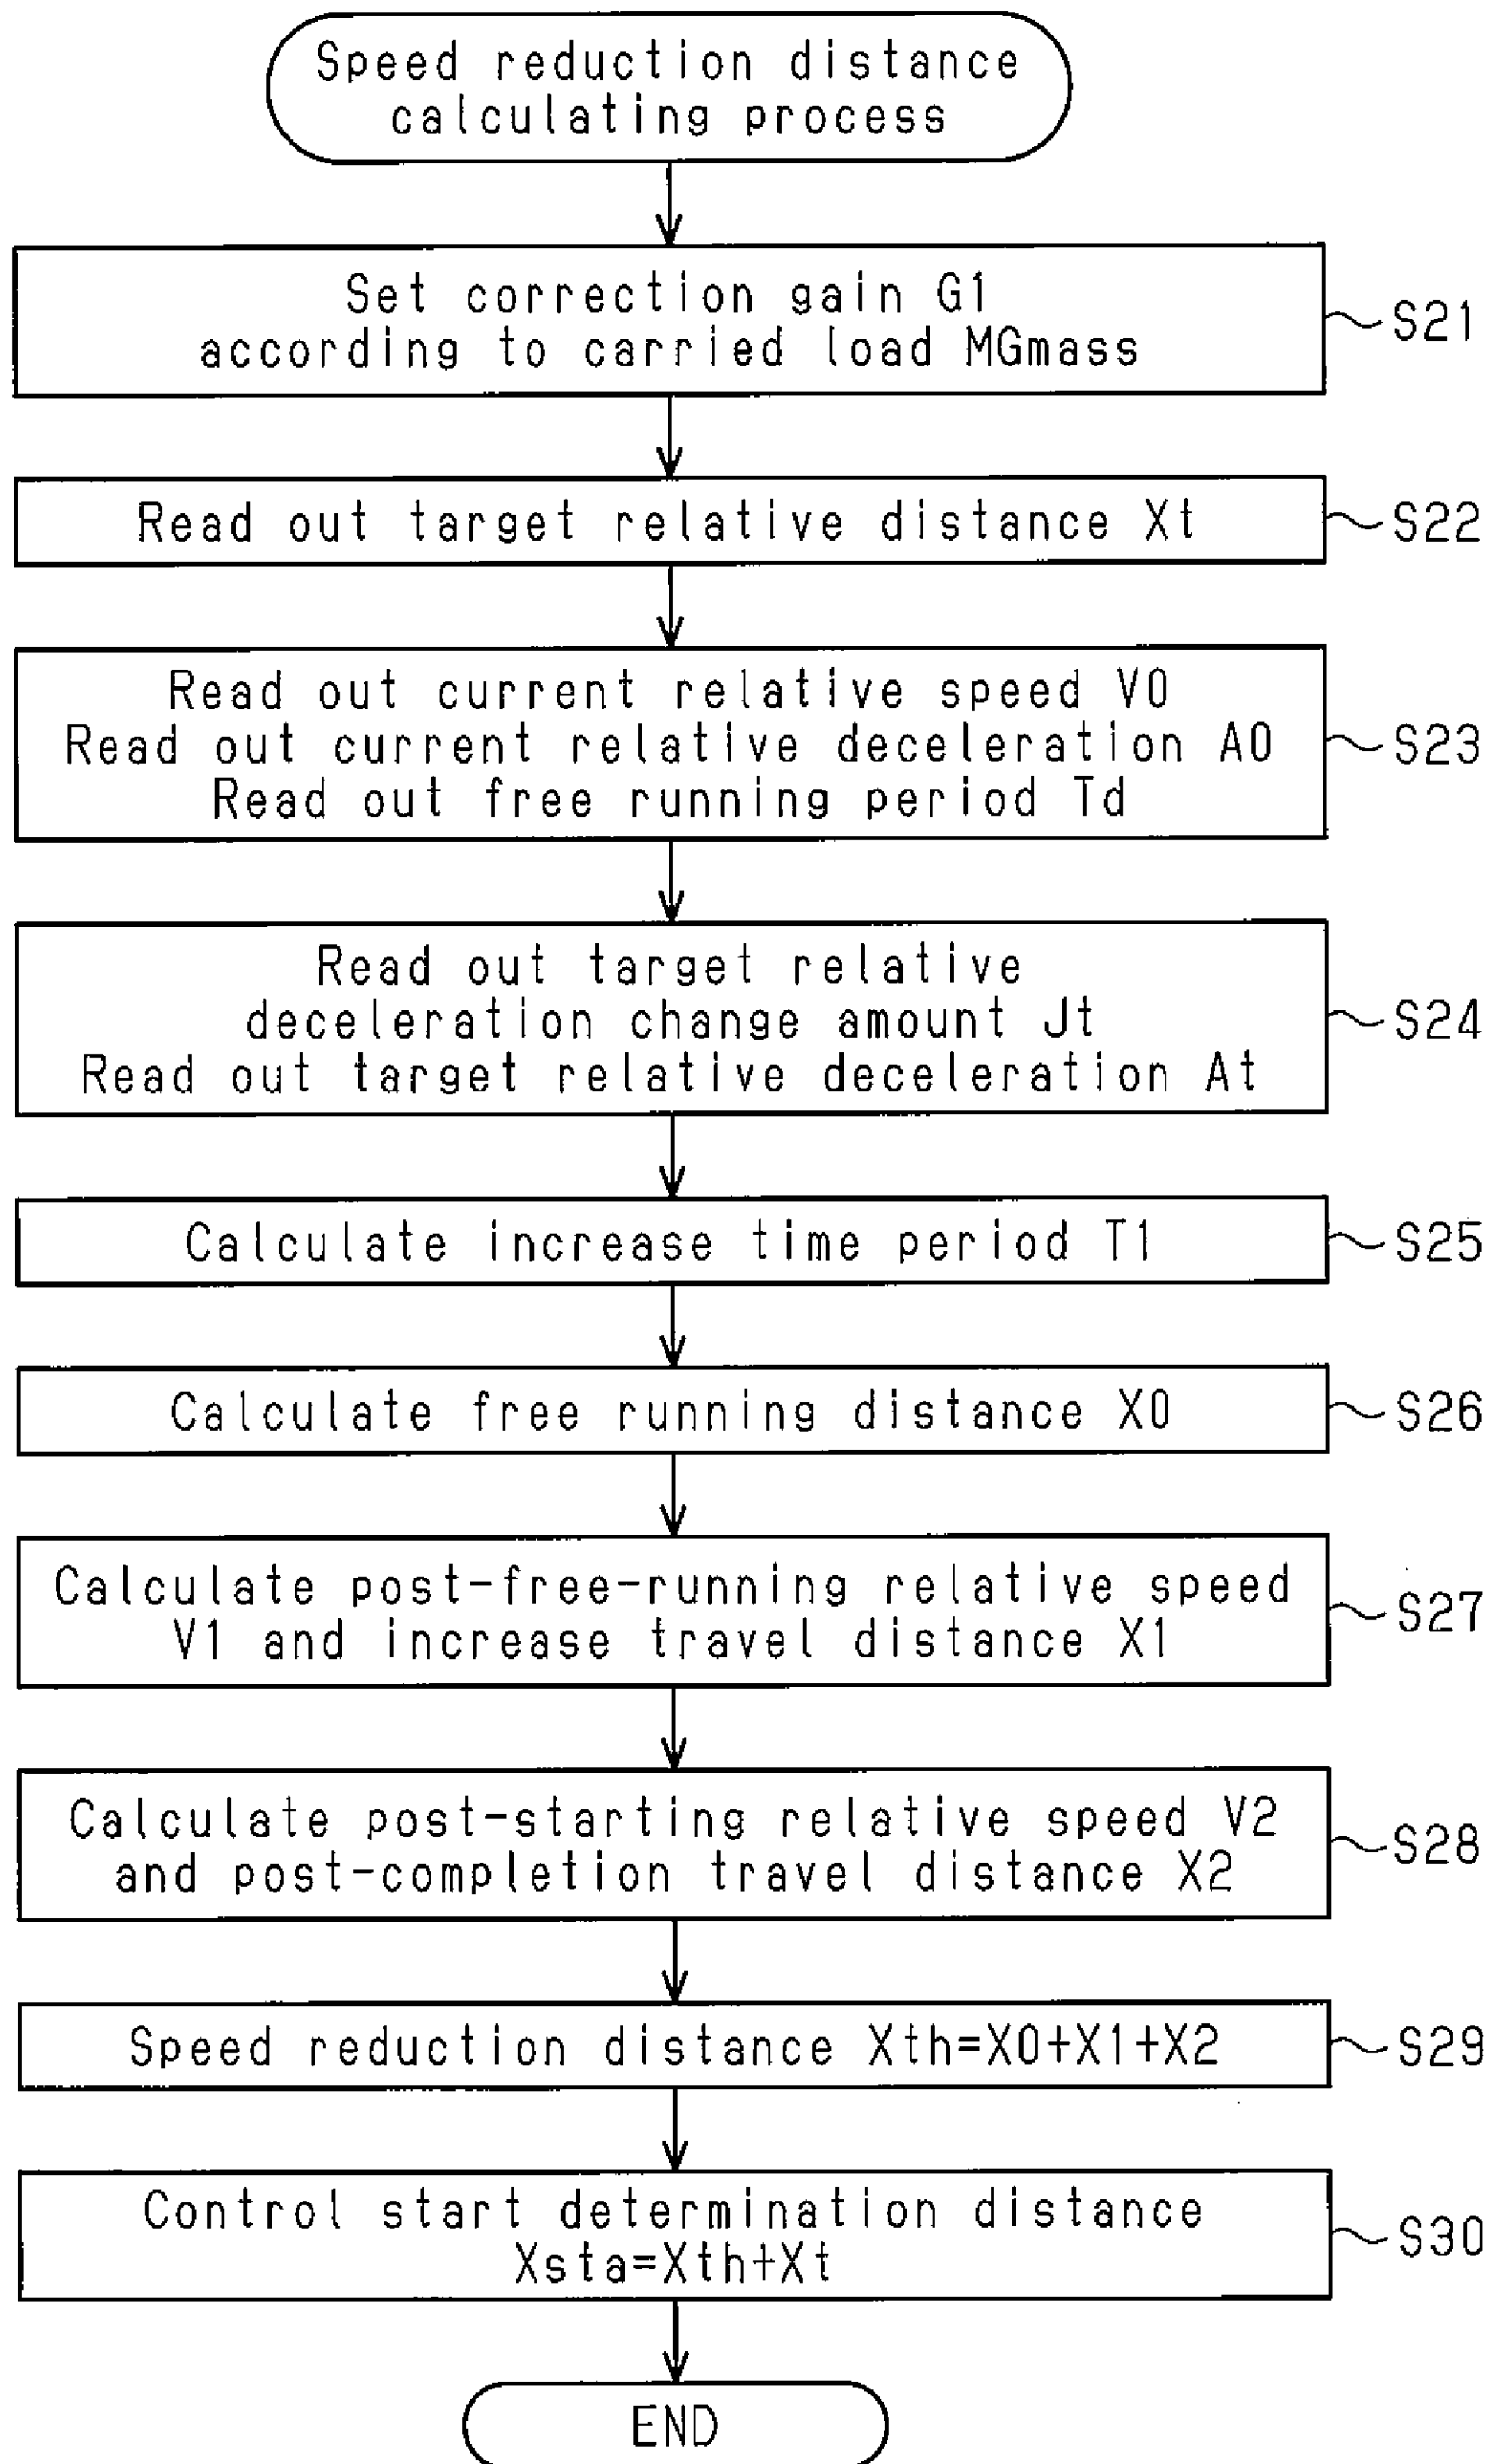 Speed reduction distance
calculating process
Set correction gain G1
according to carried load MGmass
S21
Read out target relative distance Xt
S22
Read out current relative speed V0
Read out current relative deceleration A0
Read out free running period Td
S23
Read out target relative
deceleration change amount Jt
Read out target relative deceleration At
S24
Calculate increase time period T1
S25
Calculate free running distance X0
S26
Calculate post-free-running relative speed
V1 and increase travel distance X1
S27
Calculate post-starting relative speed V2
and post-completion travel distance X2
S28
Speed reduction distance Xth=X0+X1+X2
S29
Control start determination distance
Xsta=Xth+Xt
S30
END